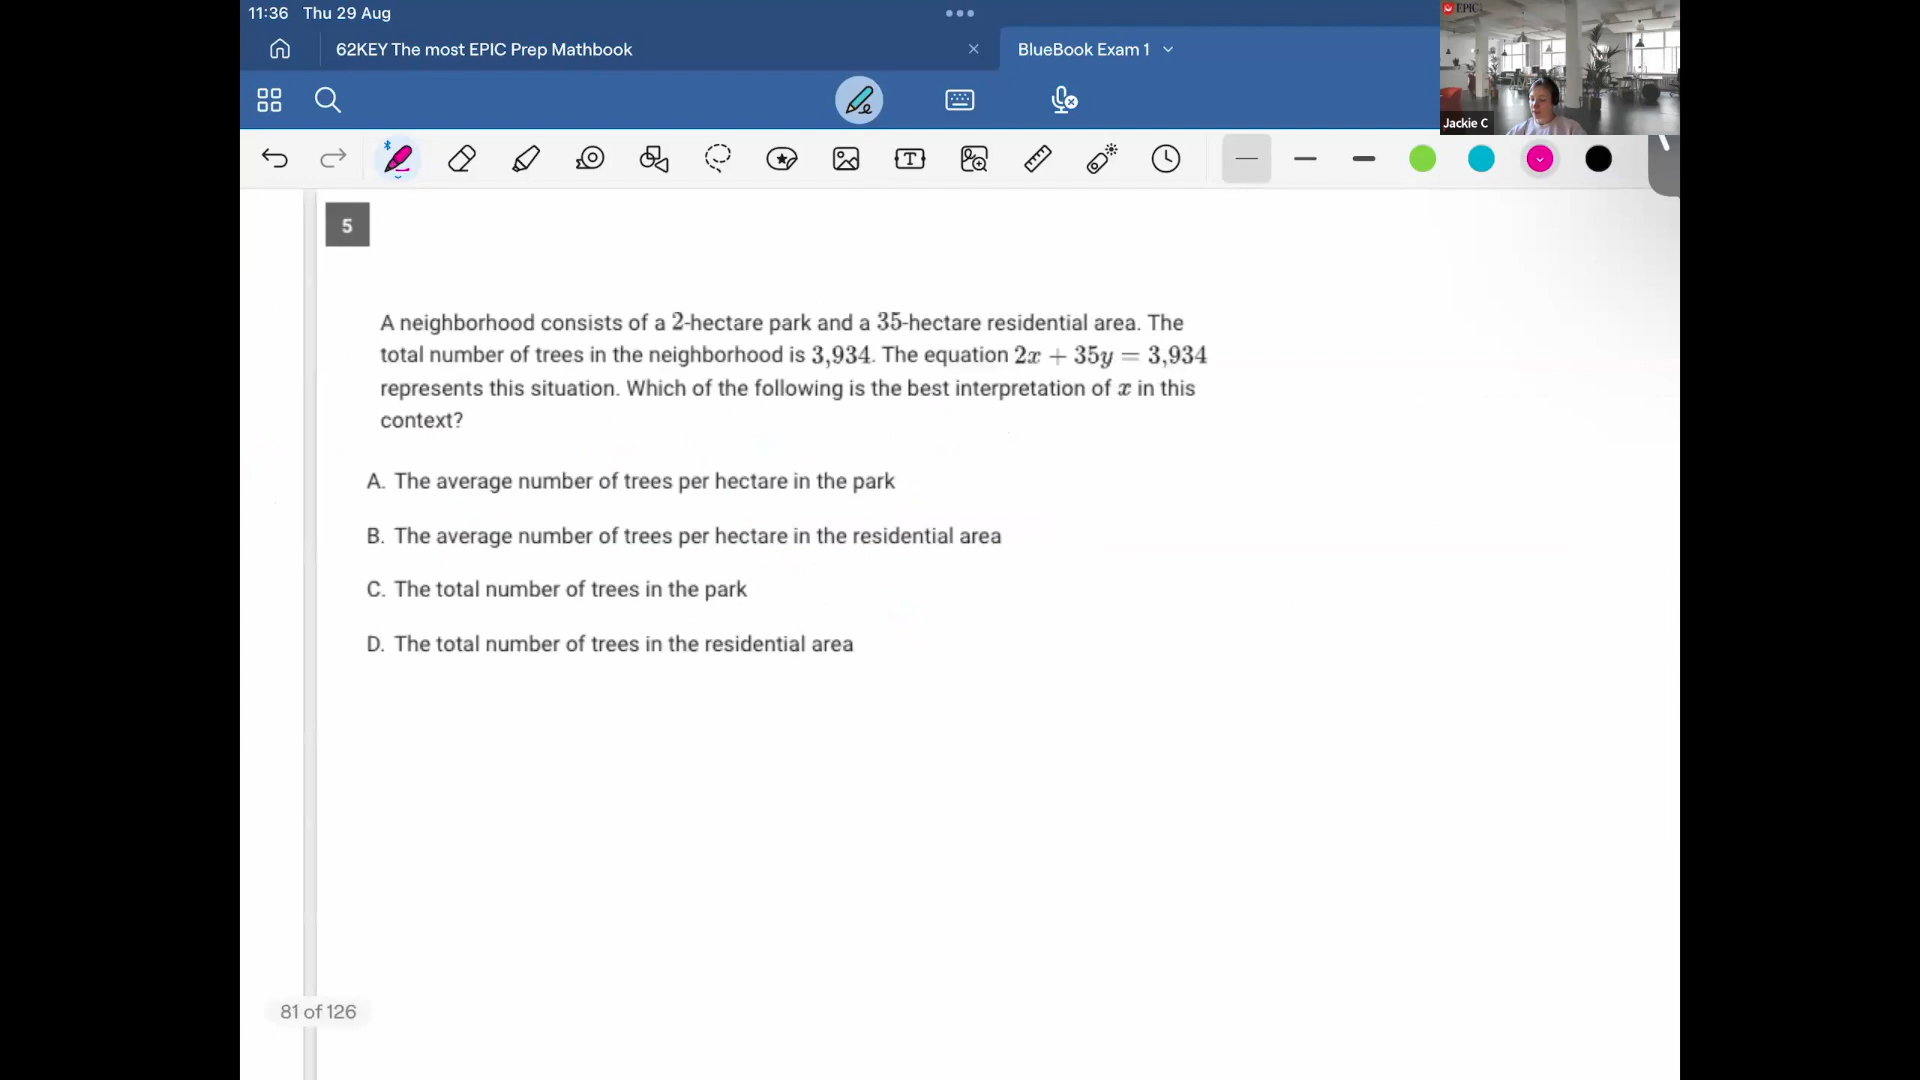 11:36 Thu 29 Aug
62KEY The most EPIC Prep Mathbook
BlueBook Exam 1
EPIC
Jackie C
5
A neighborhood consists of a 2-hectare park and a 35-hectare residential area. The
total number of trees in the neighborhood is 3,934. The equation 2x + 35y = 3,934
represents this situation. Which of the following is the best interpretation of x in this
context?
A. The average number of trees per hectare in the park
B. The average number of trees per hectare in the residential area
C. The total number of trees in the park
D. The total number of trees in the residential area
81 of 126